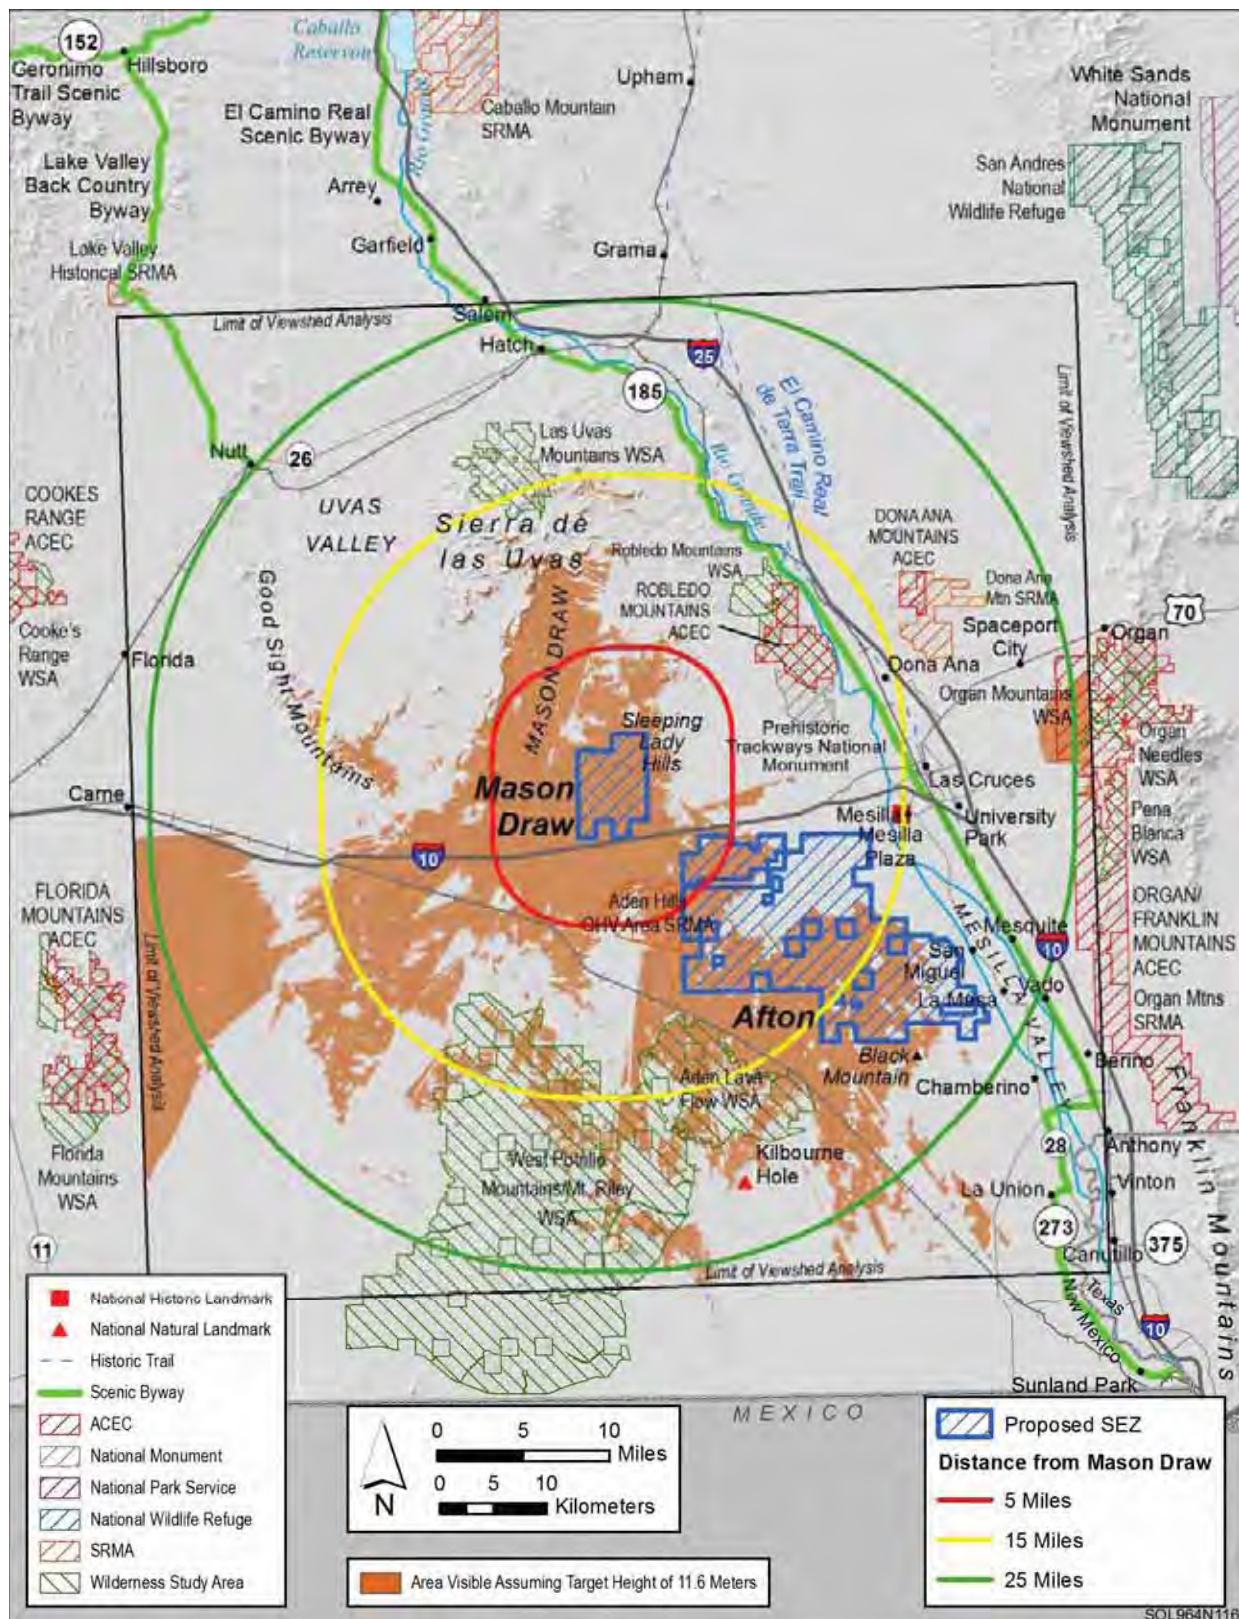 152
Hillsboro
Geronimo
Trail Scenic
Byway
Caballo
Reservoir
El Camino Real
Scenic Byway
Rio Grande
Caballo Mountain
SRMA
Upham
White Sands
National
Monument
San Andres
National
Wildlife Refuge
Lake Valley
Back Country
Byway
Arrey
Garfield
Grama
Lake Valley
Historical SRMA
Limit of Viewshed Analysis
Salem
Hatch
25
185
El Camino Real
de Terra Trail
Limit of Viewshed Analysis
Nutt
26
Las Uvas
Mountains WSA
Rio Grande
COOKES
RANGE
ACEC
UVAS
VALLEY
Sierra de
las Uvas
DONA ANA
MOUNTAINS
ACEC
Robledo Mountains
WSA
ROBLEDO
MOUNTAINS
ACEC
Dona Ana
Mtn SRMA
70
Good Sight Mountains
MASON DRAW
Spaceport
City
Organ
Cooke's
Range
WSA
Florida
Dona Ana
Organ Mountains
WSA
Sleeping
Lady
Hills
Prehistoric
Trackways National
Monument
Organ
Needles
WSA
Mason
Draw
Las Cruces
Carne
Mesilla
Mesilla
Plaza
University
Park
Pena
Blanca
WSA
10
FLORIDA
MOUNTAINS
ACEC
Aden Hills
OHV Area SRMA
MESILLA VALLEY
Mesquite
10
ORGAN/
FRANKLIN
MOUNTAINS
ACEC
San
Miguel
La Mesa
Vado
Organ Mtns
SRMA
Limit of Viewshed Analysis
Afton
Black
Mountain
Berino
Aden Lava
Flow WSA
Chamberino
Franklin Mountains
Florida
Mountains
WSA
West Potrillo
Mountains/Mt. Riley
WSA
Kilbourne
Hole
28
Anthony
La Union
Vinton
11
273
Canutillo
375
Limit of Viewshed Analysis
Texas
New Mexico
10
Sunland Park
MEXICO
National Historic Landmark
National Natural Landmark
Historic Trail
Scenic Byway
ACEC
National Monument
National Park Service
National Wildlife Refuge
SRMA
Wilderness Study Area
N
0 5 10
Miles
0 5 10
Kilometers
Area Visible Assuming Target Height of 11.6 Meters
Proposed SEZ
Distance from Mason Draw
5 Miles
15 Miles
25 Miles
SOL964N116